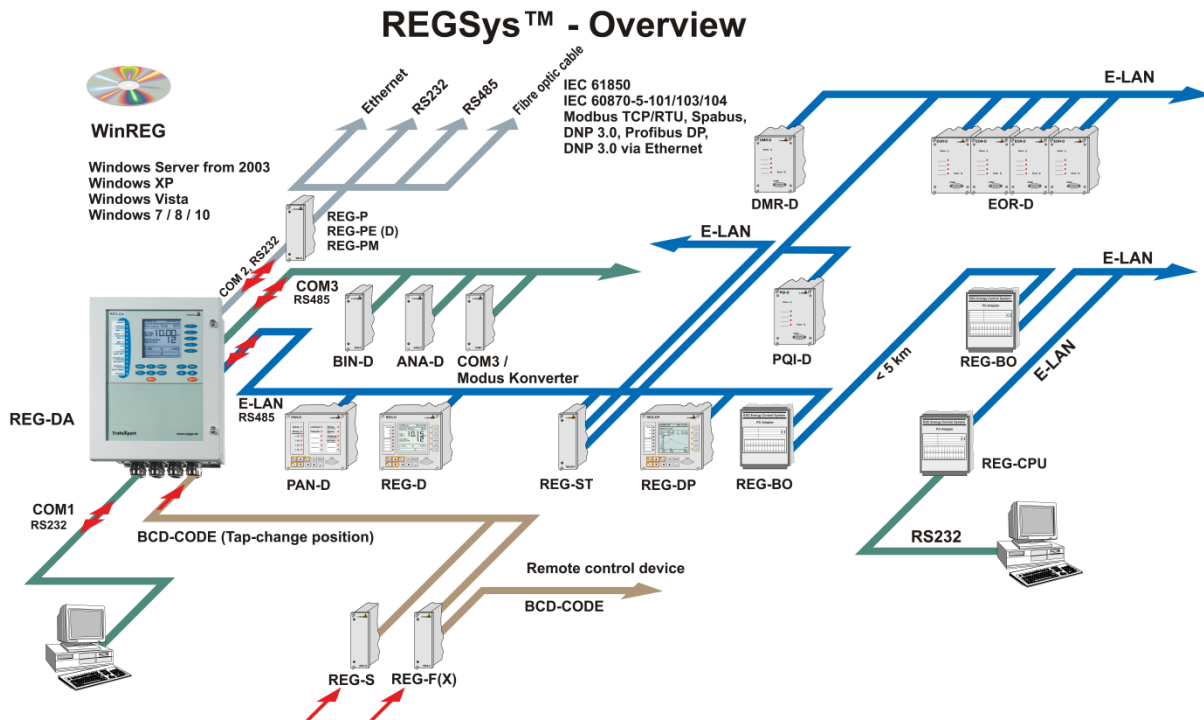 REGSys™ - Overview
WinREG
Windows Server from 2003
Windows XP
Windows Vista
Windows 7 / 8 / 10
Ethernet
RS232
RS485
Fibre optic cable
IEC 61850
IEC 60870-5-101/103/104
Modbus TCP/RTU, Spabus,
DNP 3.0, Profibus DP,
DNP 3.0 via Ethernet
E-LAN
DMR-D
EOR-D
REG-P
REG-PE (D)
REG-PM
COM 2, RS232
COM3
RS485
E-LAN
E-LAN
BIN-D
ANA-D
COM3 /
Modus Konverter
PQI-D
REG-BO
< 5 km
E-LAN
REG-DA
E-LAN
RS485
PAN-D
REG-D
REG-ST
REG-DP
REG-BO
REG-CPU
COM1
RS232
BCD-CODE (Tap-change position)
RS232
Remote control device
BCD-CODE
REG-S
REG-F(X)